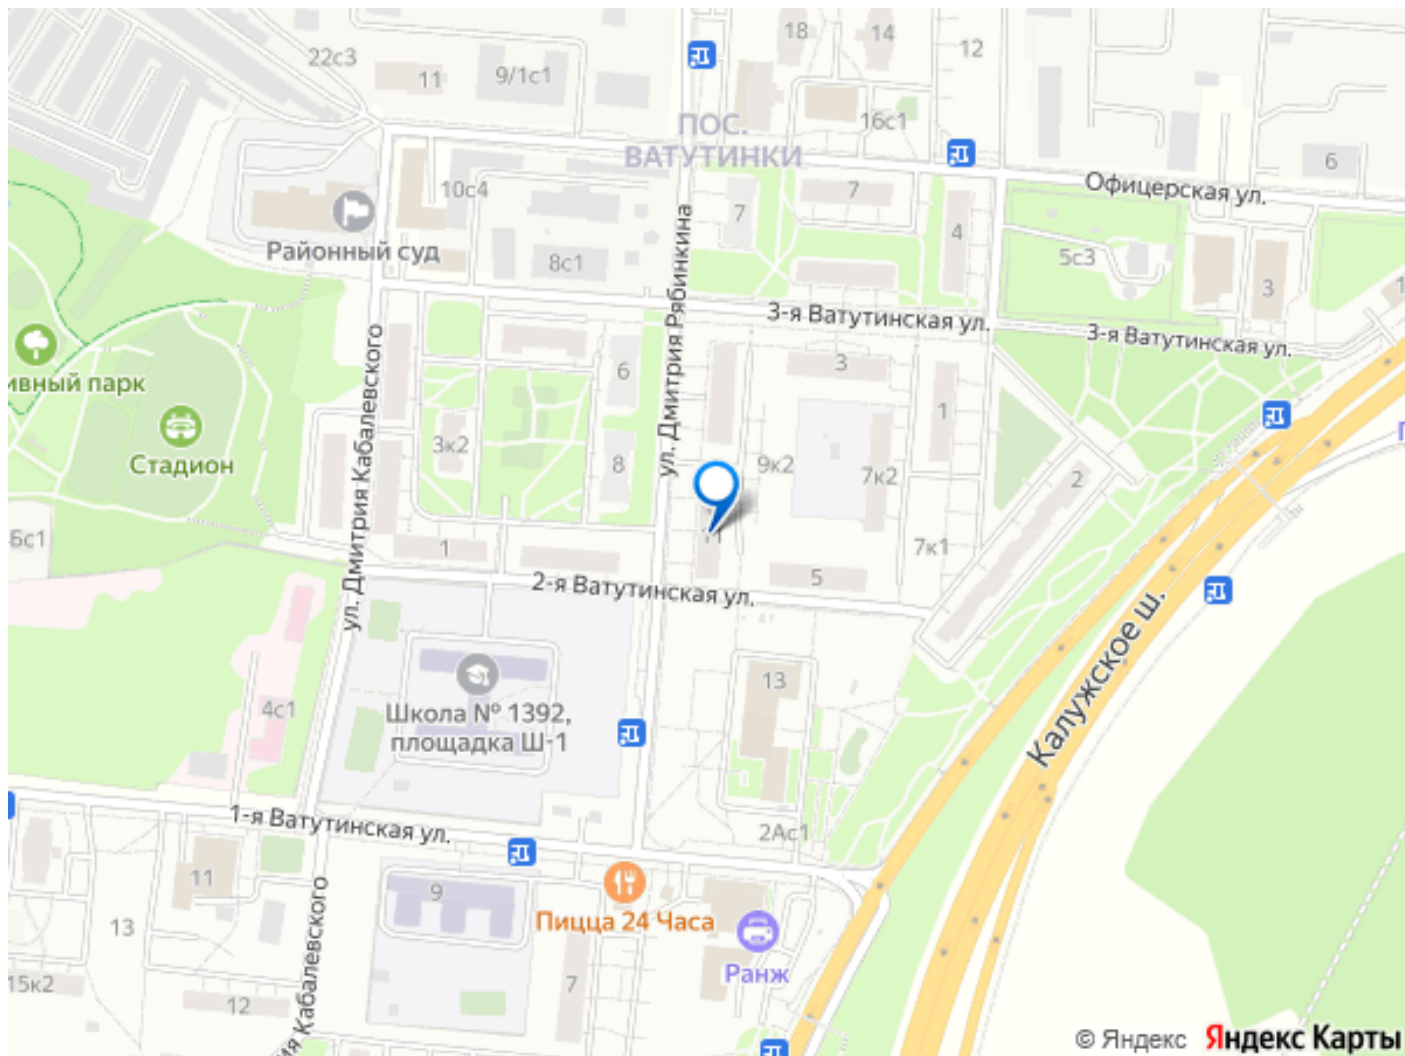 18
14
12
22с3
11
9/1с1
16с1
ПОС.
ВАТУТИНКИ
6
10с4
7
7
Офицерская ул.
4
Районный суд
8с1
5с3
3
3-я Ватутинская ул.
3-я Ватутинская ул.
ул. Дмитрия Рябинкина
ул. Дмитрия Кабалевского
ивный парк
6
3
1
Стадион
3к2
8
9к2
7к2
2
11
1
7к1
5
2-я Ватутинская ул.
Калужское ш.
13
4с1
Школа № 1392,
площадка Ш-1
1-я Ватутинская ул.
2Ас1
11
9
Пицца 24 Часа
13
Ранж
15к2
12
7
Кабалевского
© Яндекс Яндекс Карты